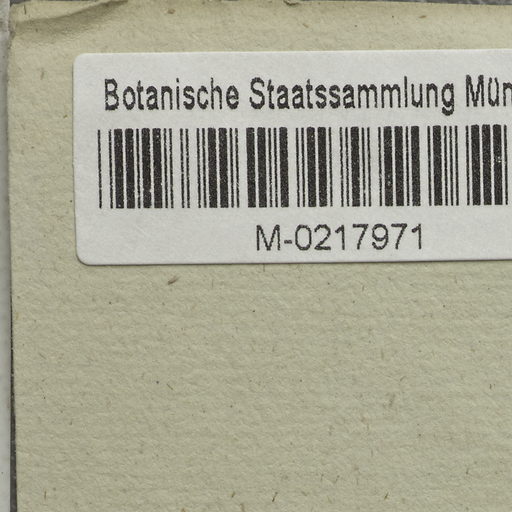 Botanische Staatssammlung Mün
M-0217971